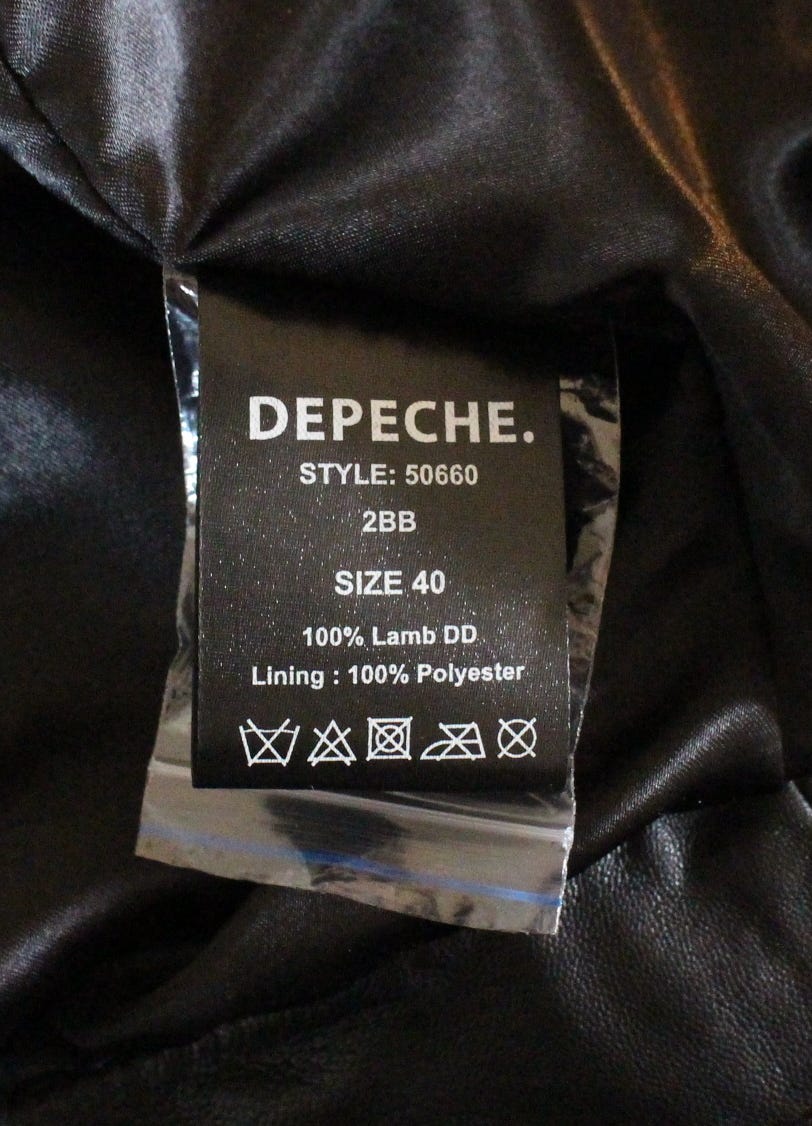 DEPECHE.
STYLE: 50660
2BB
SIZE 40
100% Lamb DD
Lining : 100% Polyester